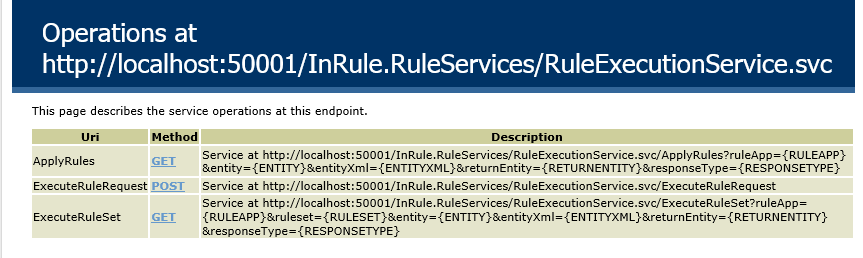 Operations at
http://localhost:50001/InRule.RuleServices/RuleExecutionService.svc
This page describes the service operations at this endpoint.
Uri Method Description
ApplyRules GET Service at http://localhost:50001/InRule.RuleServices/RuleExecutionService.svc/ApplyRules?ruleApp={RULEAPP}
&entity={ENTITY}&entityXml={ENTITYXML}&returnEntity={RETURNENTITY}&responseType={RESPONSETYPE}
ExecuteRuleRequest POST Service at http://localhost:50001/InRule.RuleServices/RuleExecutionService.svc/ExecuteRuleRequest
ExecuteRuleSet GET Service at http://localhost:50001/InRule.RuleServices/RuleExecutionService.svc/ExecuteRuleSet?ruleApp=
{RULEAPP}&ruleset={RULESET}&entity={ENTITY}&entityXml={ENTITYXML}&returnEntity={RETURNENTITY}
&responseType={RESPONSETYPE}